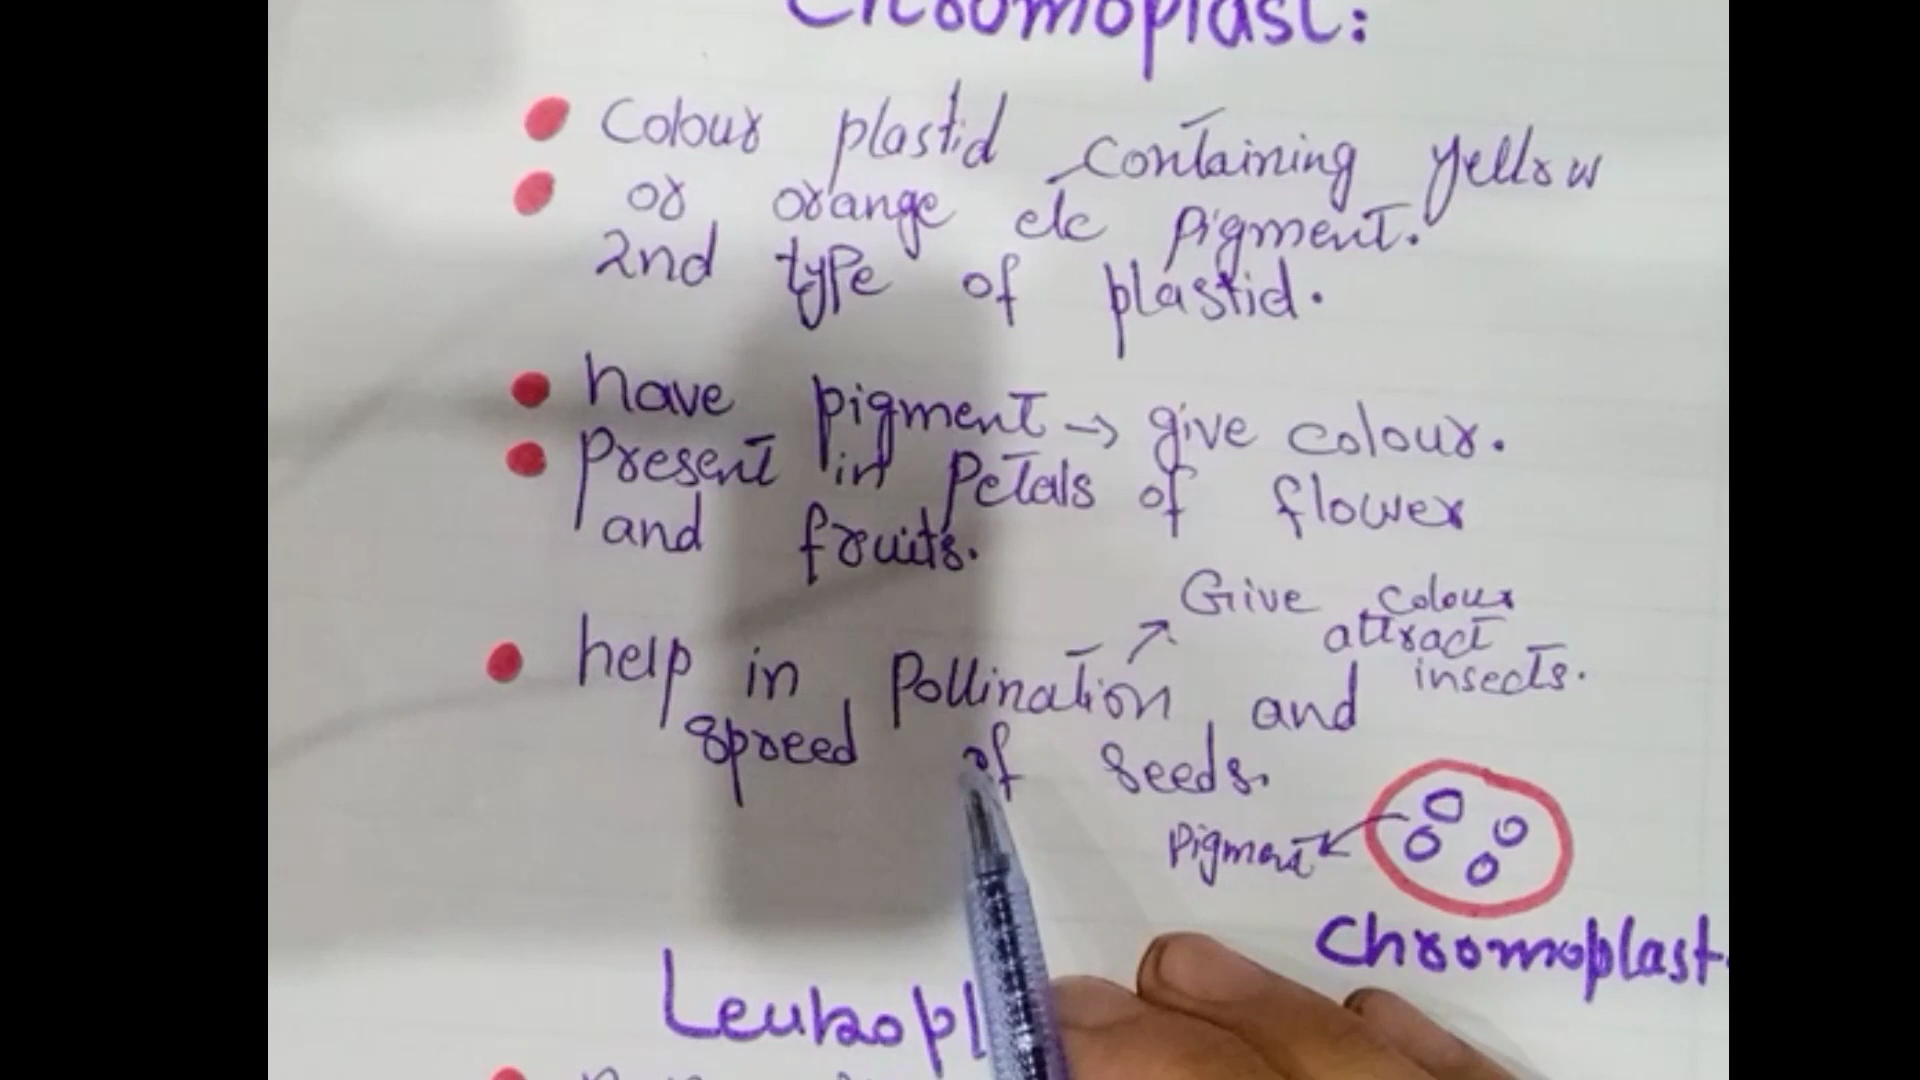 Chromoplast:
Colour plastid containing yellow
or orange etc pigment.
2nd type of plastid.
have pigment → give colour.
Present in Petals of flower
and fruits.
Give colour
attract
insects.
help in Pollination and
spreed of seeds.
Pigment
Chromoplast.
Leukopl